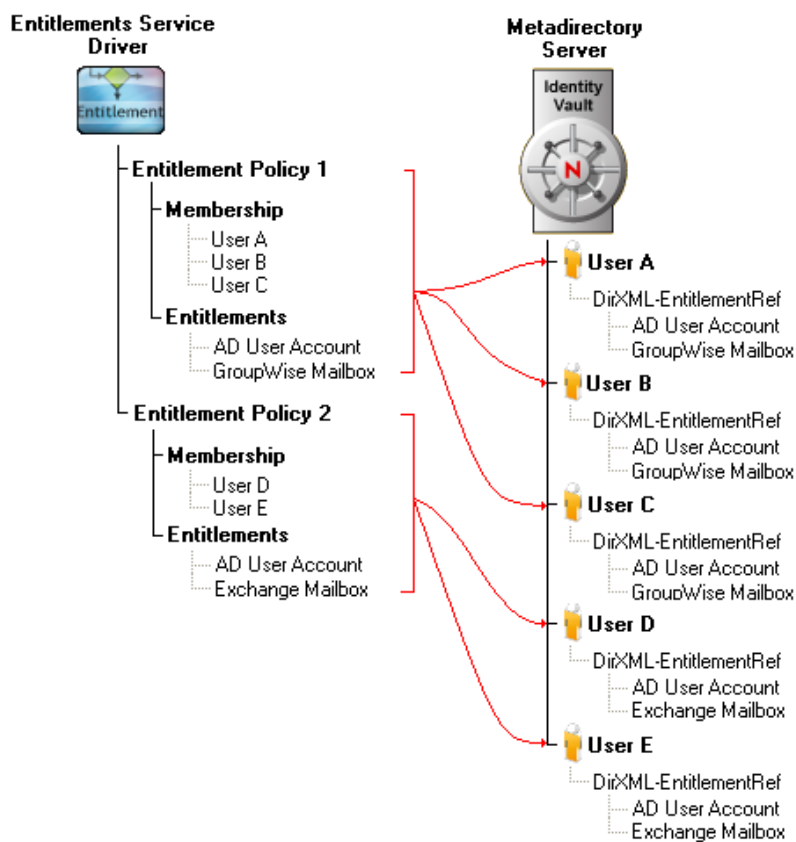 Entitlements Service
Driver
Entitlement
Entitlement Policy 1
Membership
User A
User B
User C
Entitlements
AD User Account
GroupWise Mailbox
Entitlement Policy 2
Membership
User D
User E
Entitlements
AD User Account
Exchange Mailbox
Metadirectory
Server
Identity
Vault
N
User A
DirXML-EntitlementRef
AD User Account
GroupWise Mailbox
User B
DirXML-EntitlementRef
AD User Account
GroupWise Mailbox
User C
DirXML-EntitlementRef
AD User Account
GroupWise Mailbox
User D
DirXML-EntitlementRef
AD User Account
Exchange Mailbox
User E
DirXML-EntitlementRef
AD User Account
Exchange Mailbox